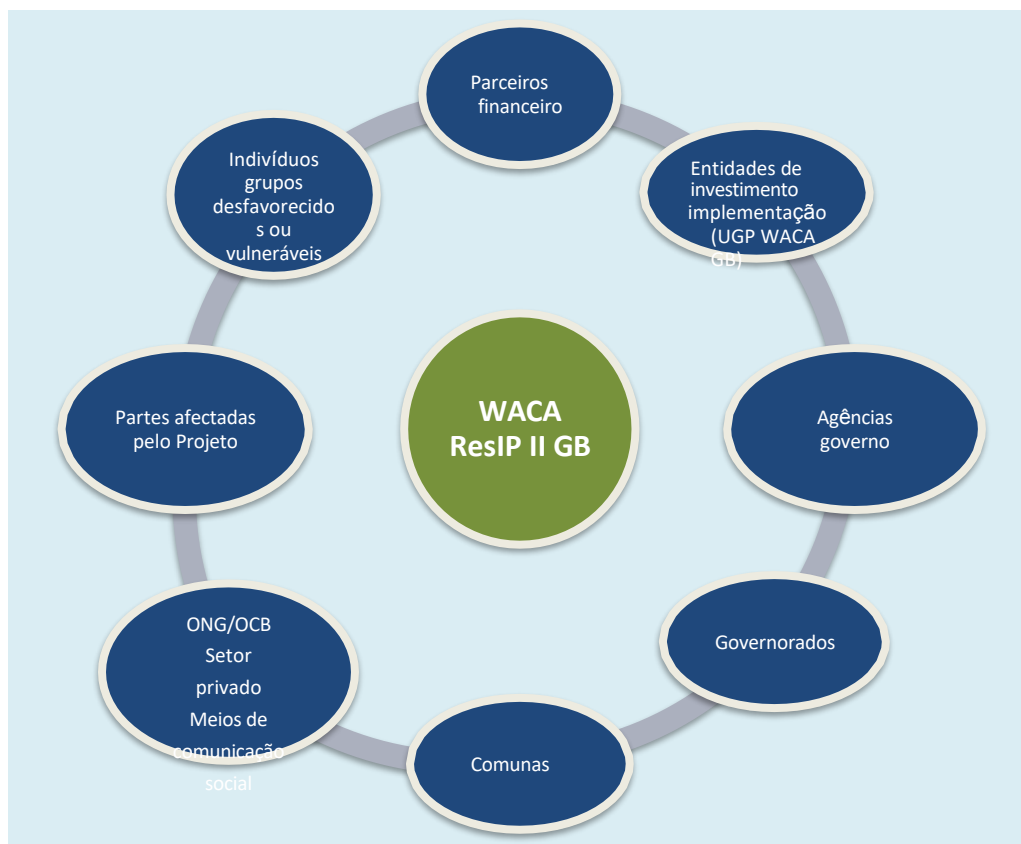 Parceiros
financeiro
Entidades de
investimento
implementação
(UGP WACA
GB)
Agências
governo
Governorados
Comunas
ONG/OCB
Setor
privado
Meios de
comunicação
social
Partes afectadas
pelo Projeto
Indivíduos
grupos
desfavorecido
s ou
vulneráveis
WACA
ResIP II GB